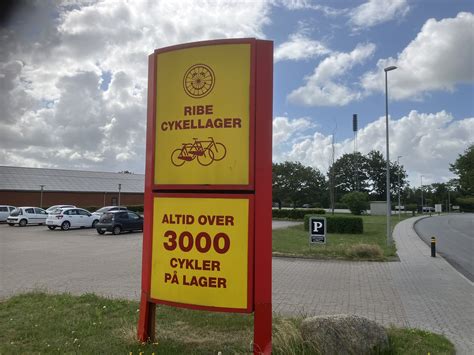 RIBE
CYKELLAGER
ALTID OVER
3000
CYKLER
PÅ LAGER
P